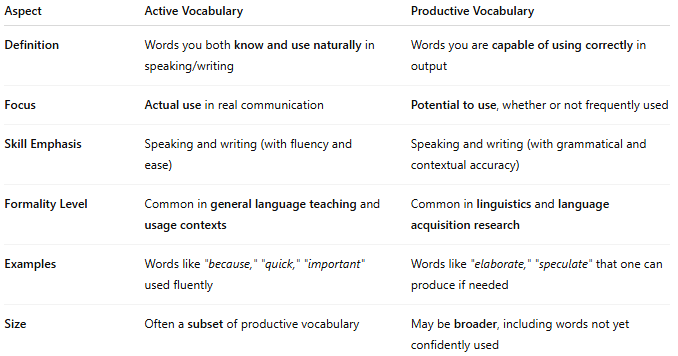 Aspect Active Vocabulary Productive Vocabulary
Definition Words you both know and use naturally in Words you are capable of using correctly in
speaking/writing output
Focus Actual use in real communication Potential to use, whether or not frequently used
Skill Emphasis Speaking and writing (with fluency and Speaking and writing (with grammatical and
ease) contextual accuracy)
Formality Level Common in general language teaching and Common in linguistics and language
usage contexts acquisition research
Examples Words like "because," "quick," "important" Words like "elaborate," "speculate" that one can
used fluently produce if needed
Size Often a subset of productive vocabulary May be broader, including words not yet
confidently used